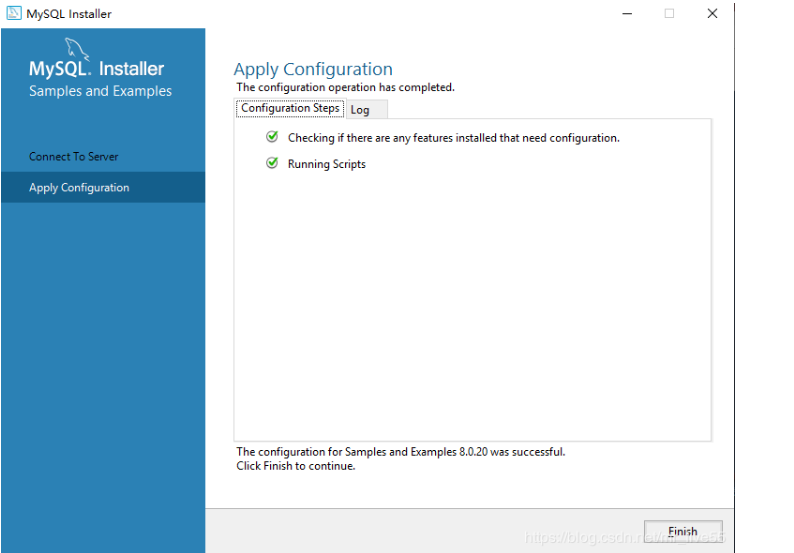 MySQL Installer
MySQL. Installer
Samples and Examples
Connect To Server
Apply Configuration
Apply Configuration
The configuration operation has completed.
Configuration Steps Log
Checking if there are any features installed that need configuration.
Running Scripts
The configuration for Samples and Examples 8.0.20 was successful.
Click Finish to continue.
Finish
https://blog.csdn.net/